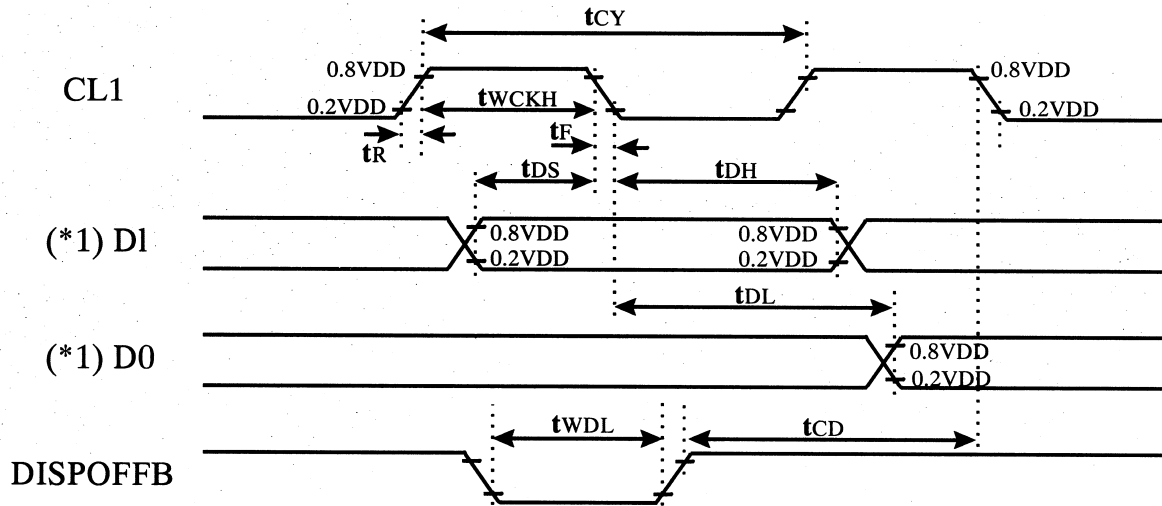 tCY
0.8VDD
0.8VDD
CL1
tWCKH
0.2VDD
0.2VDD
tF
tR
tDS
tDH
(*1) Dl
0.8VDD
0.8VDD
0.2VDD
0.2VDD
tDL
(*1) D0
0.8VDD
0.2VDD
tWDL
tCD
DISPOFFB